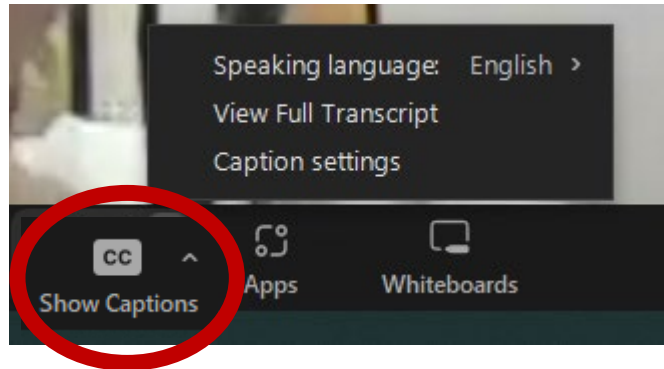 Speaking language: English >
View Full Transcript
Caption settings
CC
Show Captions
Apps
Whiteboards